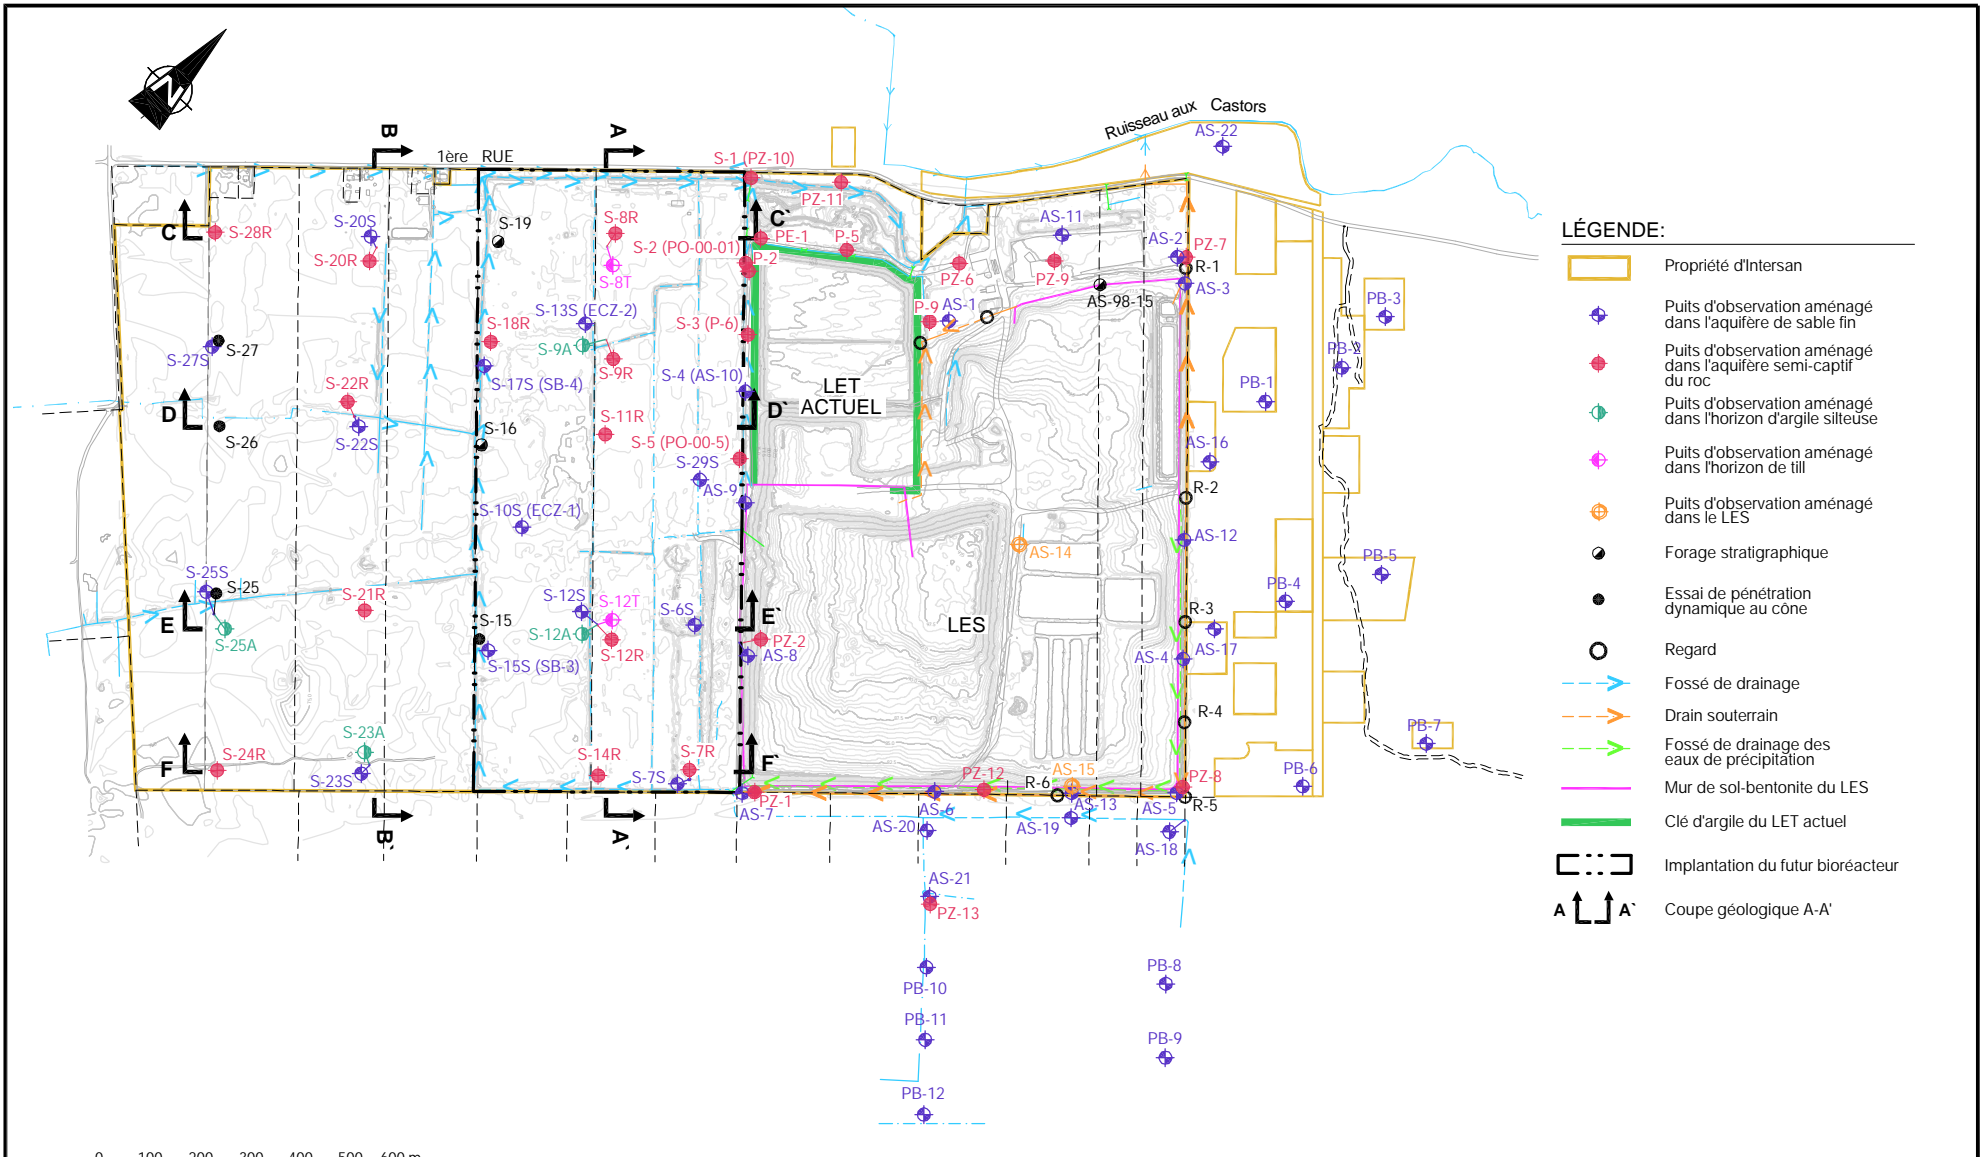 Ruisseau aux Castors
AS-22
B
A
1ère RUE
S-1 (PZ-10)
PZ-11
S-19
S-20S
S-8R
C
S-28R
C`
PE-1
P-5
AS-11
AS-2
PZ-7
S-2 (PO-00-01)
P-2
S-20R
S-8T
PZ-6
PZ-9
R-1
AS-3
AS-98-15
PB-3
S-13S (ECZ-2)
P-9
AS-1
S-18R
S-3 (P-6)
S-27
S-27S
S-9A
S-9R
PB-2
S-22R
S-17S (SB-4)
S-4 (AS-10)
LET
ACTUEL
PB-1
D
S-11R
D`
S-26
S-22S
S-16
S-5 (PO-00-5)
AS-16
S-29S
AS-9
R-2
S-10S (ECZ-1)
AS-12
AS-14
PB-5
S-25S
S-25
S-21R
S-12S
S-12T
S-6S
E`
PB-4
R-3
E
S-15
S-12A
S-12R
PZ-2
LES
S-25A
S-15S (SB-3)
AS-8
AS-4
AS-17
R-4
S-23A
PB-7
F
S-24R
S-23S
S-14R
S-7R
S-7S
F`
PZ-1
AS-7
PZ-12
R-6
AS-15
PZ-8
PB-6
AS-6
AS-13
AS-5
R-5
B`
A`
AS-20
AS-19
AS-18
AS-21
PZ-13
PB-10
PB-8
PB-11
PB-9
PB-12
0 100 200 300 400 500 600 m
LÉGENDE:
Propriété d'Intersan
Puits d'observation aménagé
dans l'aquifère de sable fin
Puits d'observation aménagé
dans l'aquifère semi-captif
du roc
Puits d'observation aménagé
dans l'horizon d'argile silteuse
Puits d'observation aménagé
dans l'horizon de till
Puits d'observation aménagé
dans le LES
Forage stratigraphique
Essai de pénétration
dynamique au cône
Regard
Fossé de drainage
Drain souterrain
Fossé de drainage des
eaux de précipitation
Mur de sol-bentonite du LES
Clé d'argile du LET actuel
Implantation du futur bioréacteur
A A` Coupe géologique A-A'